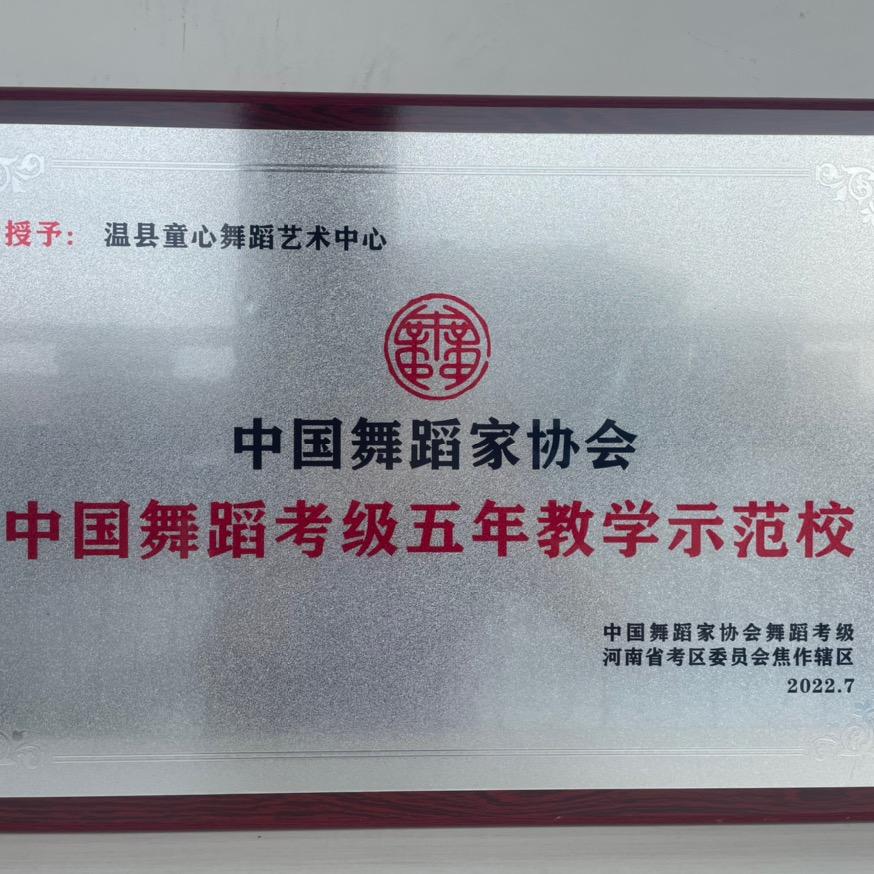 授予: 温县童心舞蹈艺术中心
中国舞蹈家协会
中国舞蹈考级五年教学示范校
中国舞蹈家协会舞蹈考级
河南省考区委员会焦作辖区
2022.7